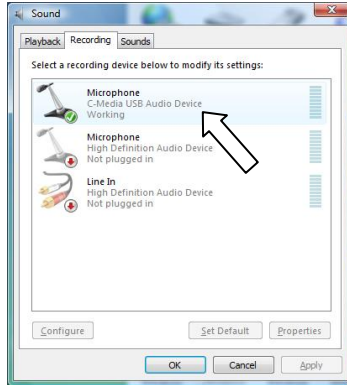 Sound
Playback Recording Sounds
Select a recording device below to modify its settings:
Microphone
C-Media USB Audio Device
Working
Microphone
High Definition Audio Device
Not plugged in
Line In
High Definition Audio Device
Not plugged in
Configure Set Default Properties
OK Cancel Apply